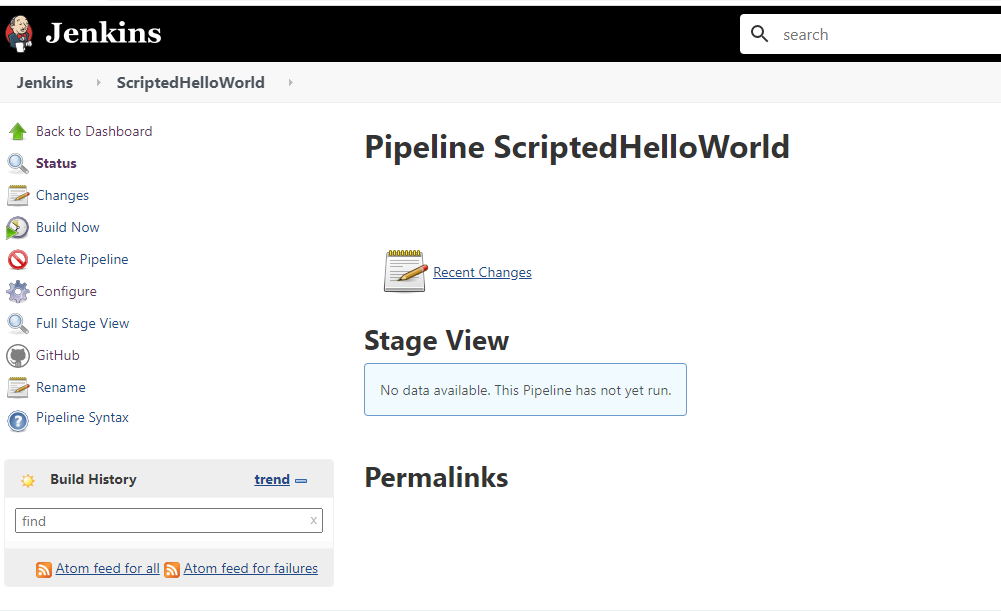 Jenkins
search
Jenkins
ScriptedHelloWorld
Back to Dashboard
Status
Changes
Build Now
Delete Pipeline
Configure
Full Stage View
GitHub
Rename
Pipeline Syntax
Build History
trend
find
x
Atom feed for all
Atom feed for failures
Pipeline ScriptedHelloWorld
Recent Changes
Stage View
No data available. This Pipeline has not yet run.
Permalinks